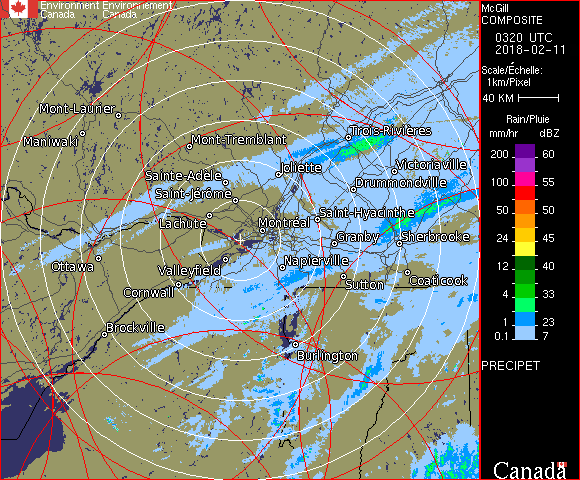 Environment Environnement
Canada Canada
McGill
COMPOSITE
0320 UTC
2018-02-11
Scale/Échelle:
1km/Pixel
40 KM
Rain/Pluie
mm/hr dBZ
200 60
100 55
50 50
24 45
12 40
4 33
1 23
0.1 7
PRECIPET
Canada
Mont-Laurier
Maniwaki
Mont-Tremblant
Trois-Rivières
Sainte-Adèle
Joliette
Victoriaville
Saint-Jérôme
Drummondville
Lachute
Montréal
Saint-Hyacinthe
Granby
Sherbrooke
Ottawa
Valleyfield
Napierville
Cornwall
Sutton
Coaticook
Brockville
Burlington